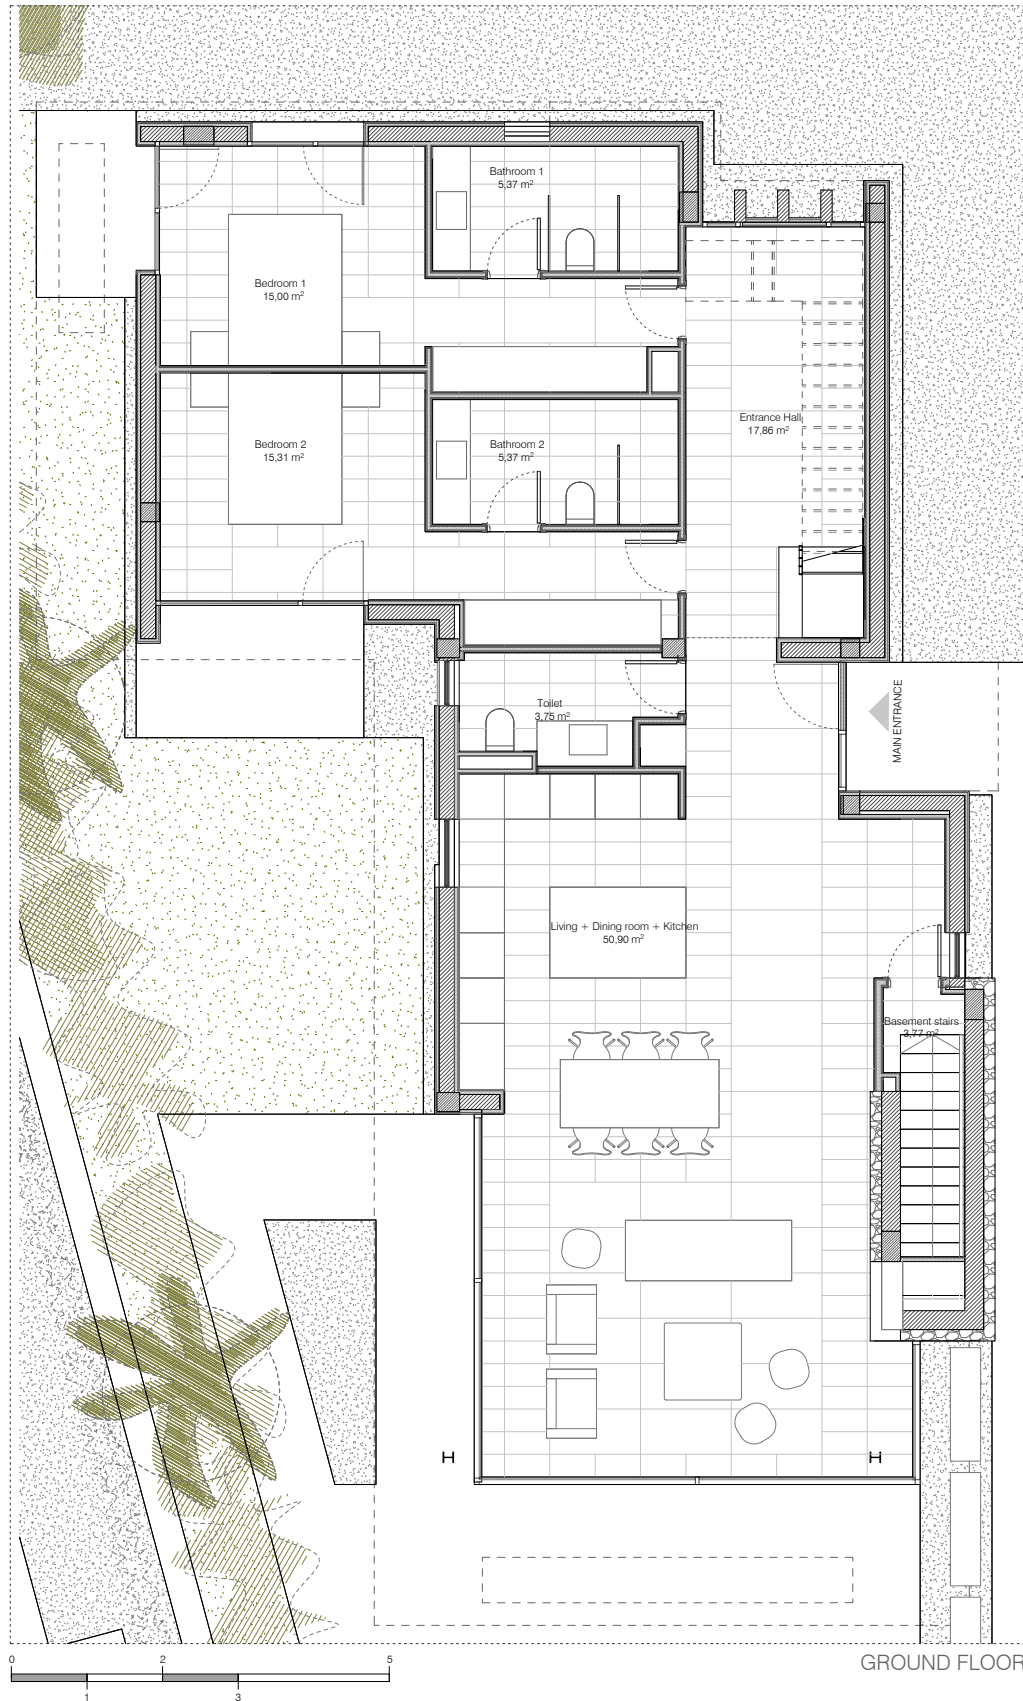 Bathroom 1
5,37 m²
Bedroom 1
15,00 m²
Entrance Hall
17,86 m²
Bedroom 2
15,31 m²
Bathroom 2
5,37 m²
MAIN ENTRANCE
Toilet
3,75 m²
Living + Dining room + Kitchen
50,90 m²
Basement stairs
3,77 m²
H
H
GROUND FLOOR
0
2
5
1
3